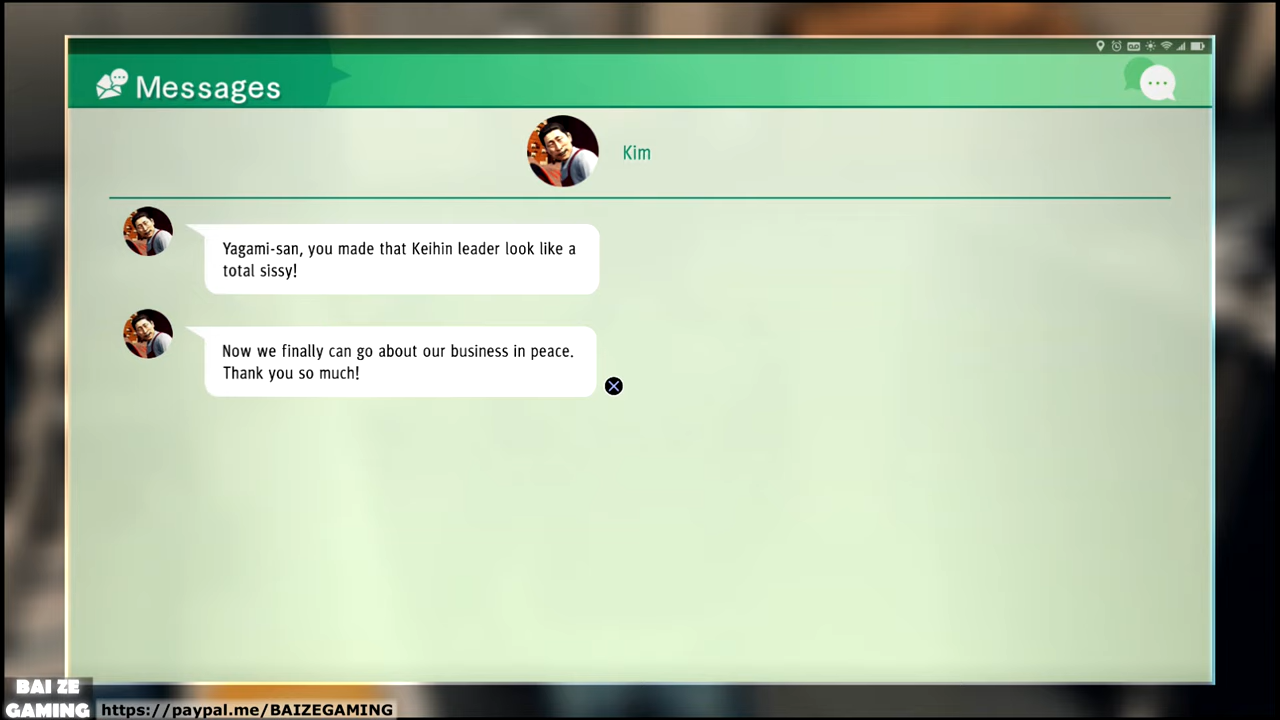 Messages
Kim
Yagami-san, you made that Keihin leader look like a
total sissy!
Now we finally can go about our business in peace.
Thank you so much!
BAI ZE
GAMING
https://paypal.me/BAIZEGAMING